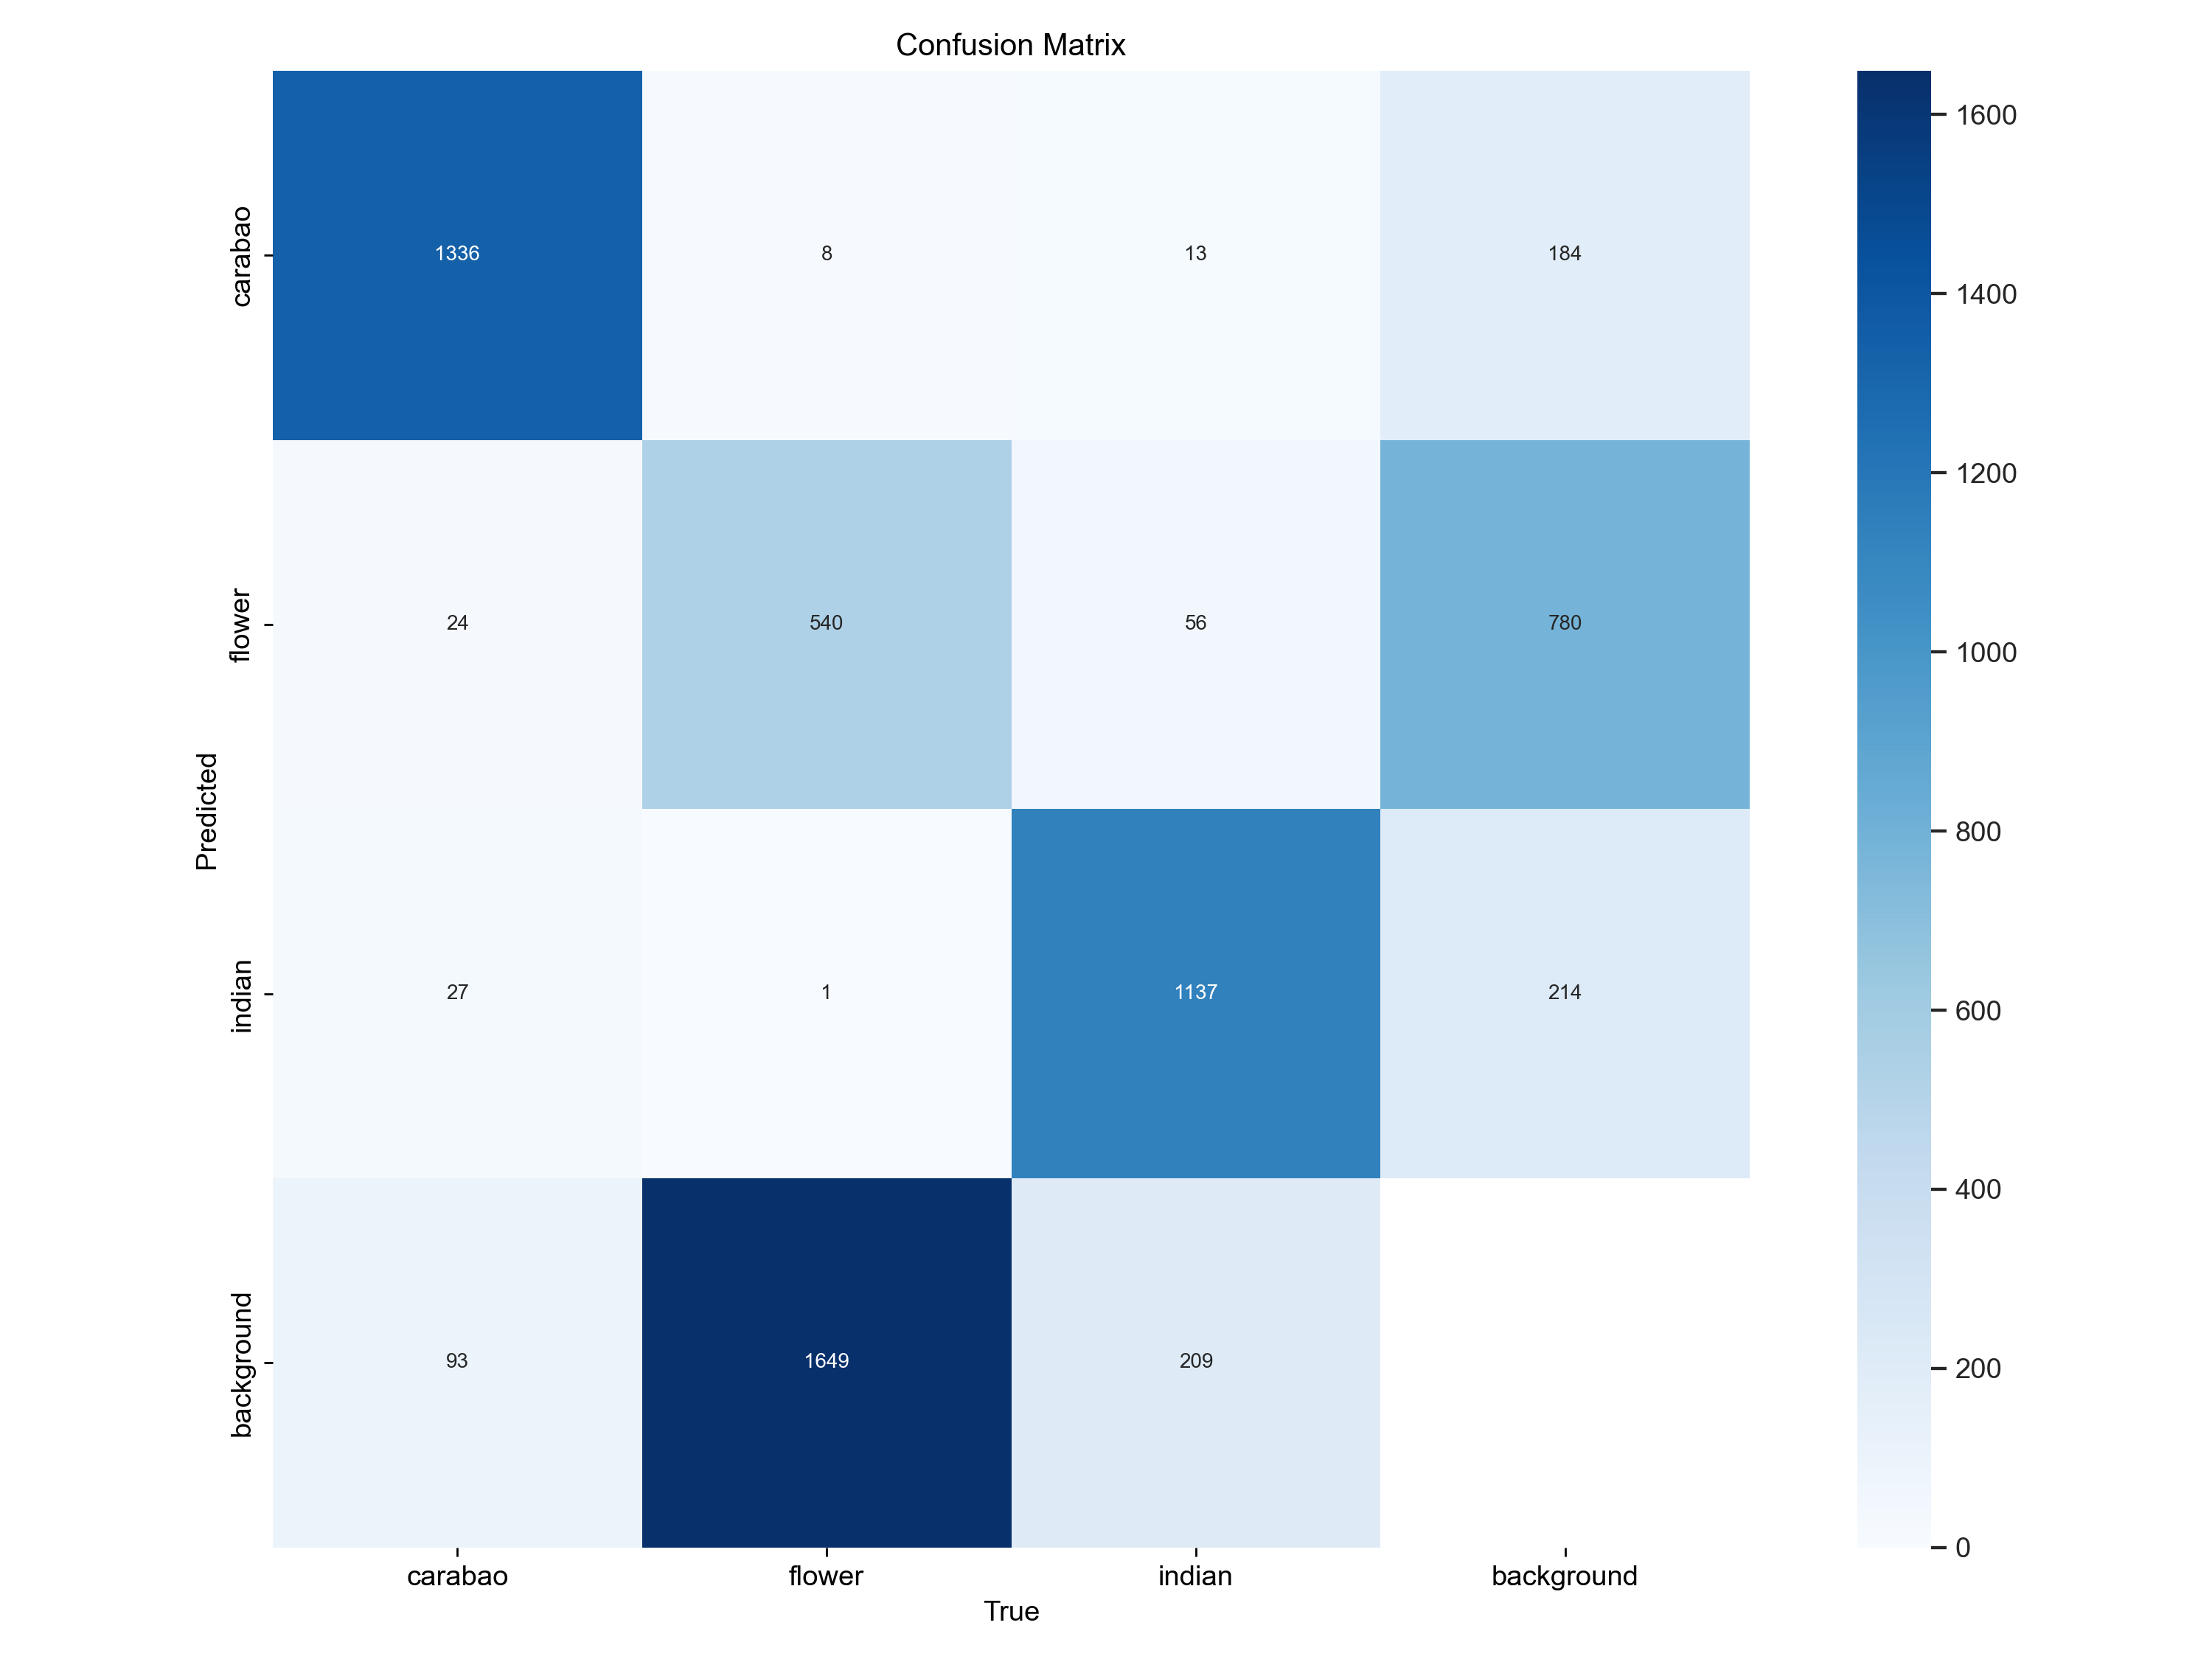 Confusion Matrix
carabao
1336
8
13
184
flower
24
540
56
780
indian
27
1
1137
214
background
93
1649
209
Predicted
carabao
flower
indian
background
True
1600
1400
1200
1000
800
600
400
200
0